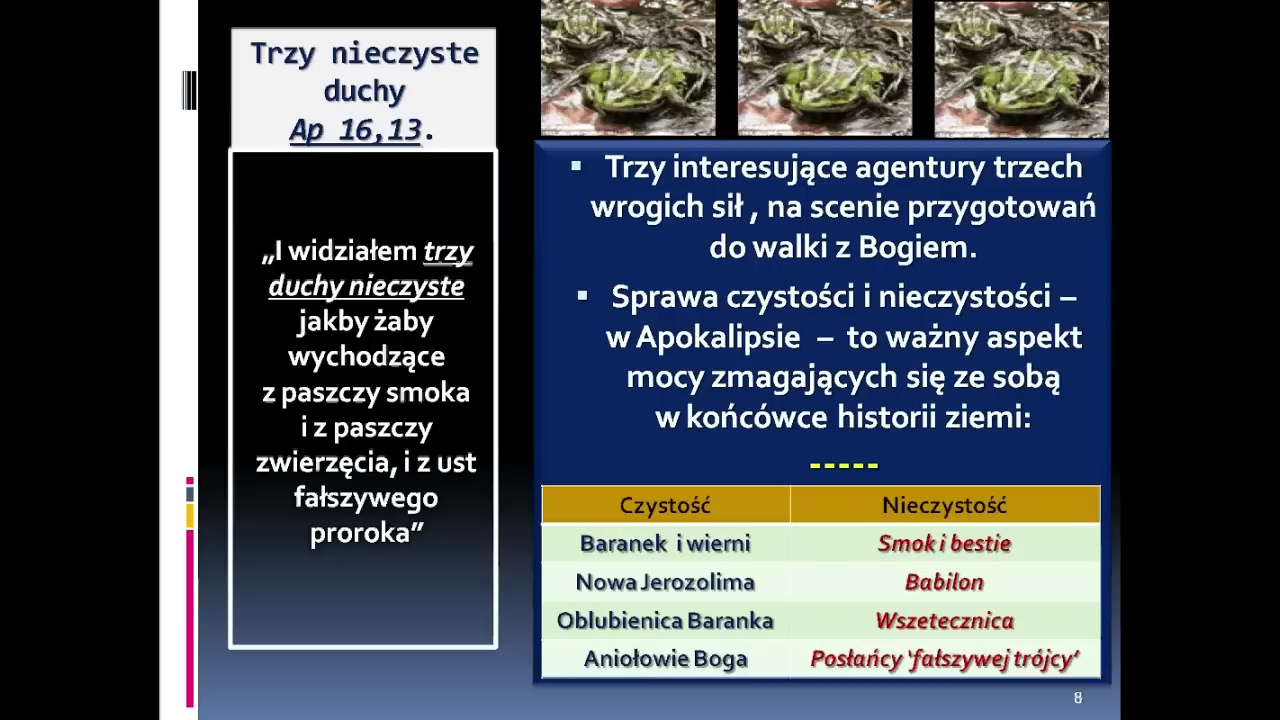 Trzy nieczyste
duchy
Ap 16,13.
„I widziałem trzy
duchy nieczyste
jakby żaby
wychodzące
z paszczy smoka
i z paszczy
zwierzęcia, i z ust
fałszywego
proroka”
▪ Trzy interesujące agentury trzech
wrogich sił , na scenie przygotowań
do walki z Bogiem.
▪ Sprawa czystości i nieczystości –
w Apokalipsie – to ważny aspekt
mocy zmagających się ze sobą
w końcówce historii ziemi:
-----
Czystość Nieczystość
Baranek i wierni Smok i bestie
Nowa Jerozolima Babilon
Oblubienica Baranka Wszetecznica
Aniołowie Boga Posłańcy ‘fałszywej trójcy’
8